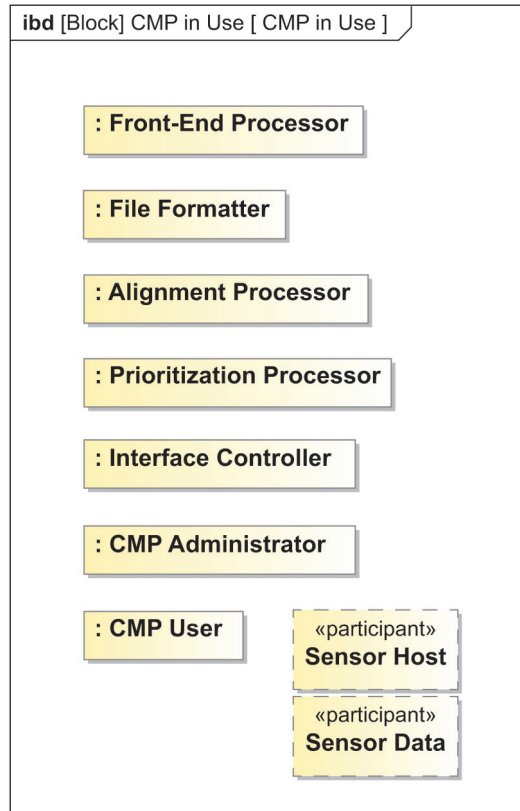 ibd [Block] CMP in Use [ CMP in Use ]
: Front-End Processor
: File Formatter
: Alignment Processor
: Prioritization Processor
: Interface Controller
: CMP Administrator
: CMP User
«participant»
Sensor Host
«participant»
Sensor Data